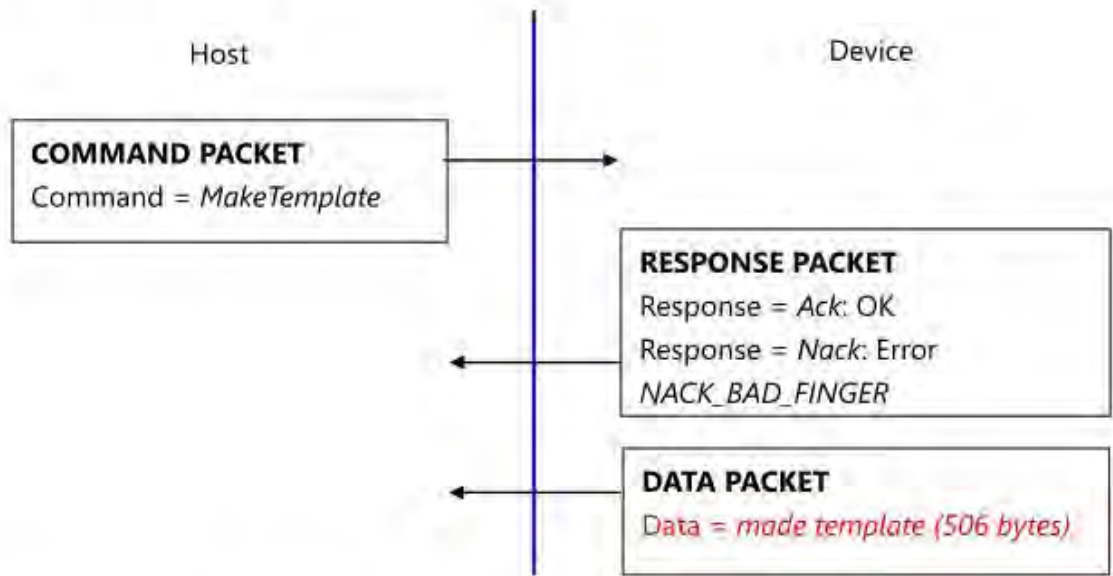 Host
Device
COMMAND PACKET
Command = MakeTemplate
RESPONSE PACKET
Response = Ack: OK
Response = Nack: Error
NACK_BAD_FINGER
DATA PACKET
Data = made template (506 bytes)